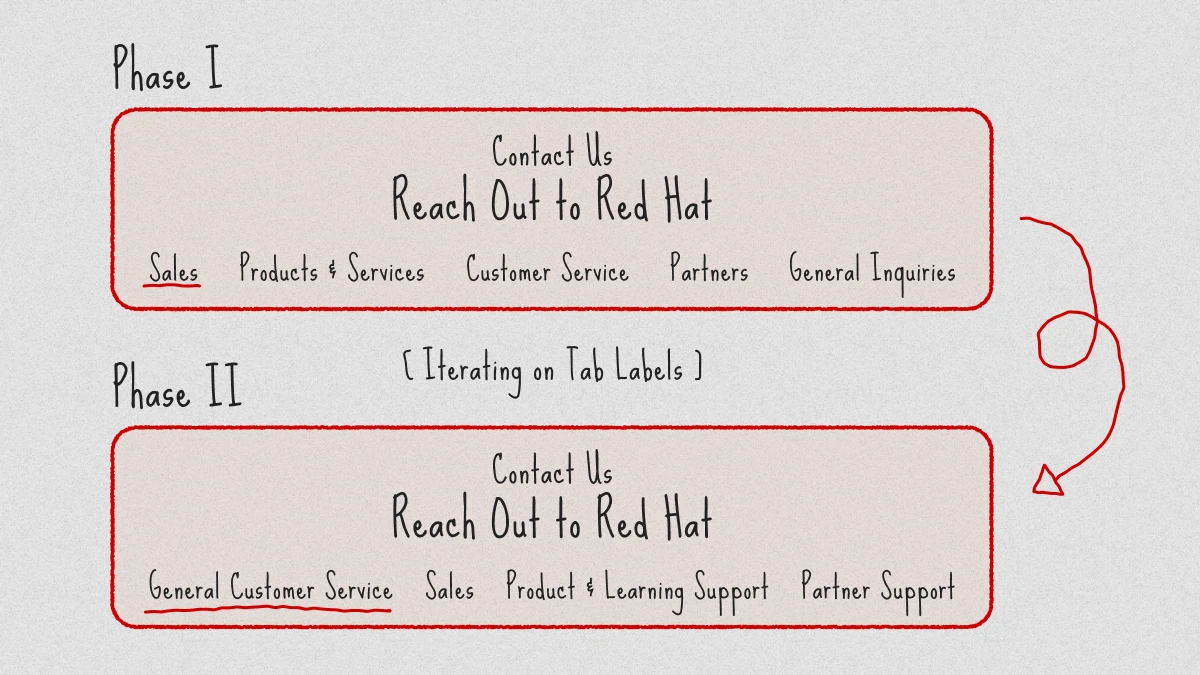 Phase I
Contact Us
Reach Out to Red Hat
Sales Products & Services Customer Service Partners General Inquiries
[ Iterating on Tab Labels ]
Phase II
Contact Us
Reach Out to Red Hat
General Customer Service Sales Product & Learning Support Partner Support